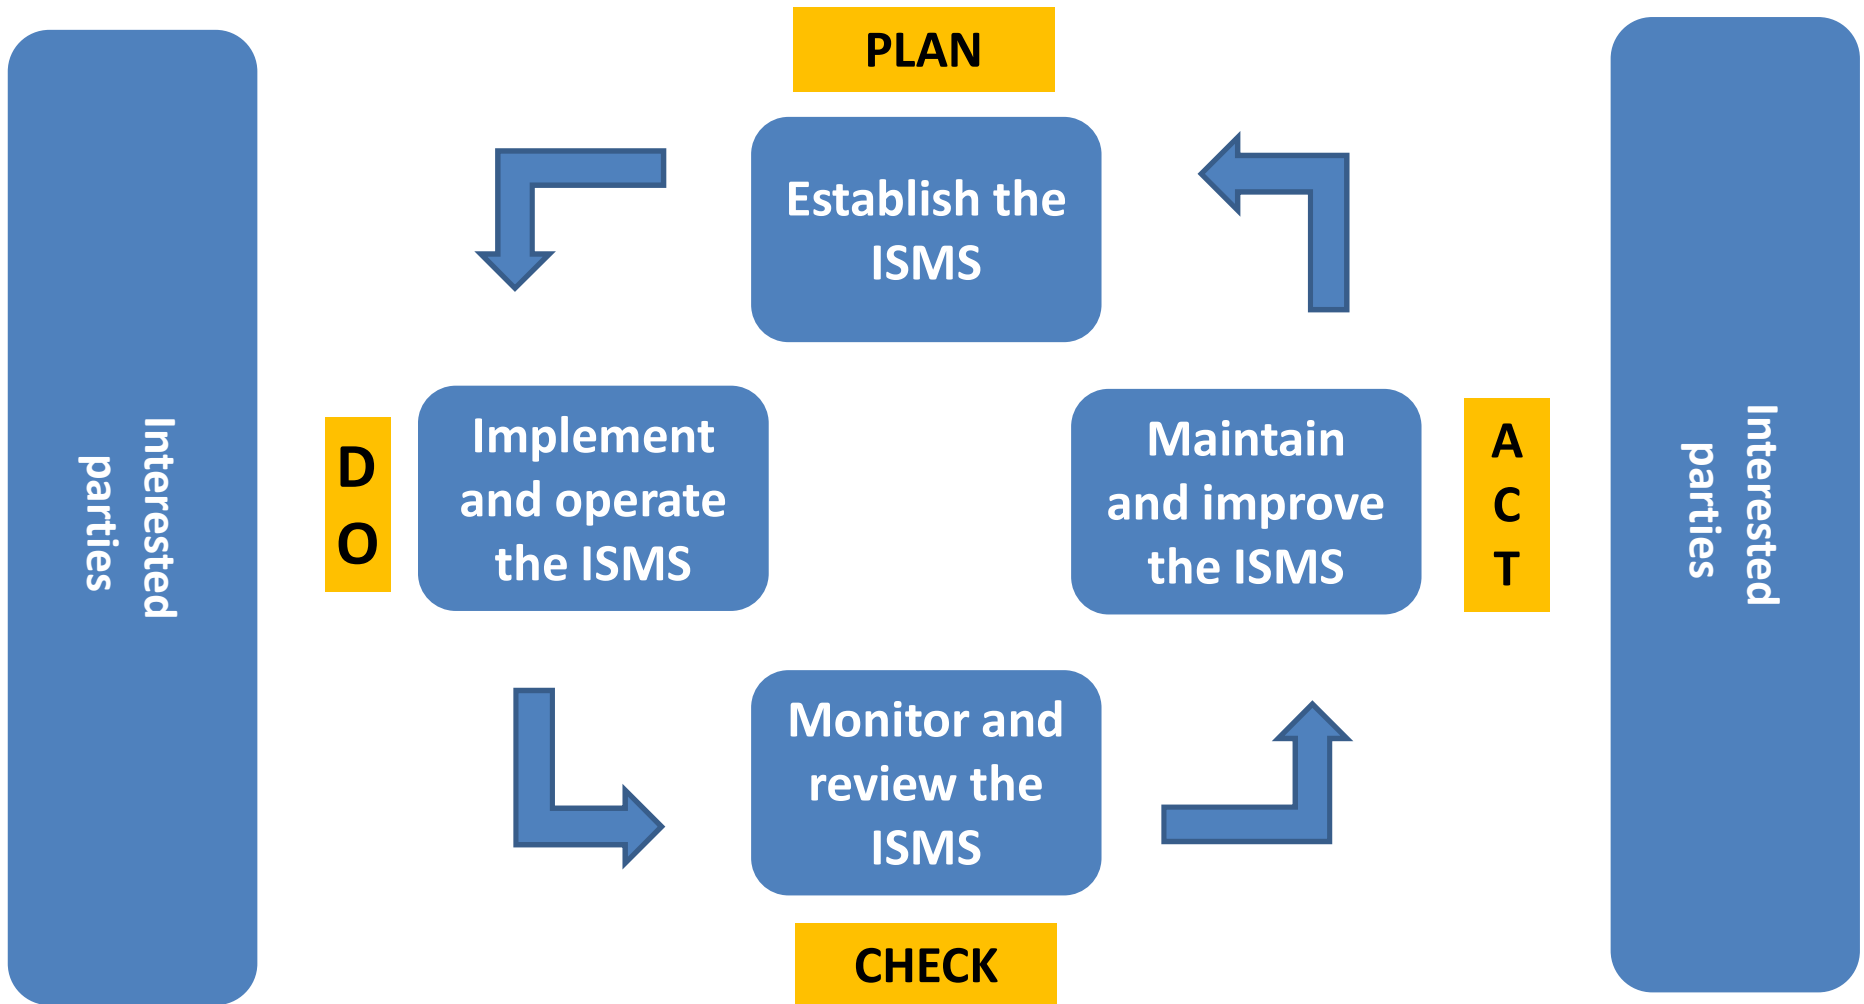 PLAN
Establish the
ISMS
Interested
parties
D
O
Implement
and operate
the ISMS
Maintain
and improve
the ISMS
A
C
T
Interested
parties
Monitor and
review the
ISMS
CHECK